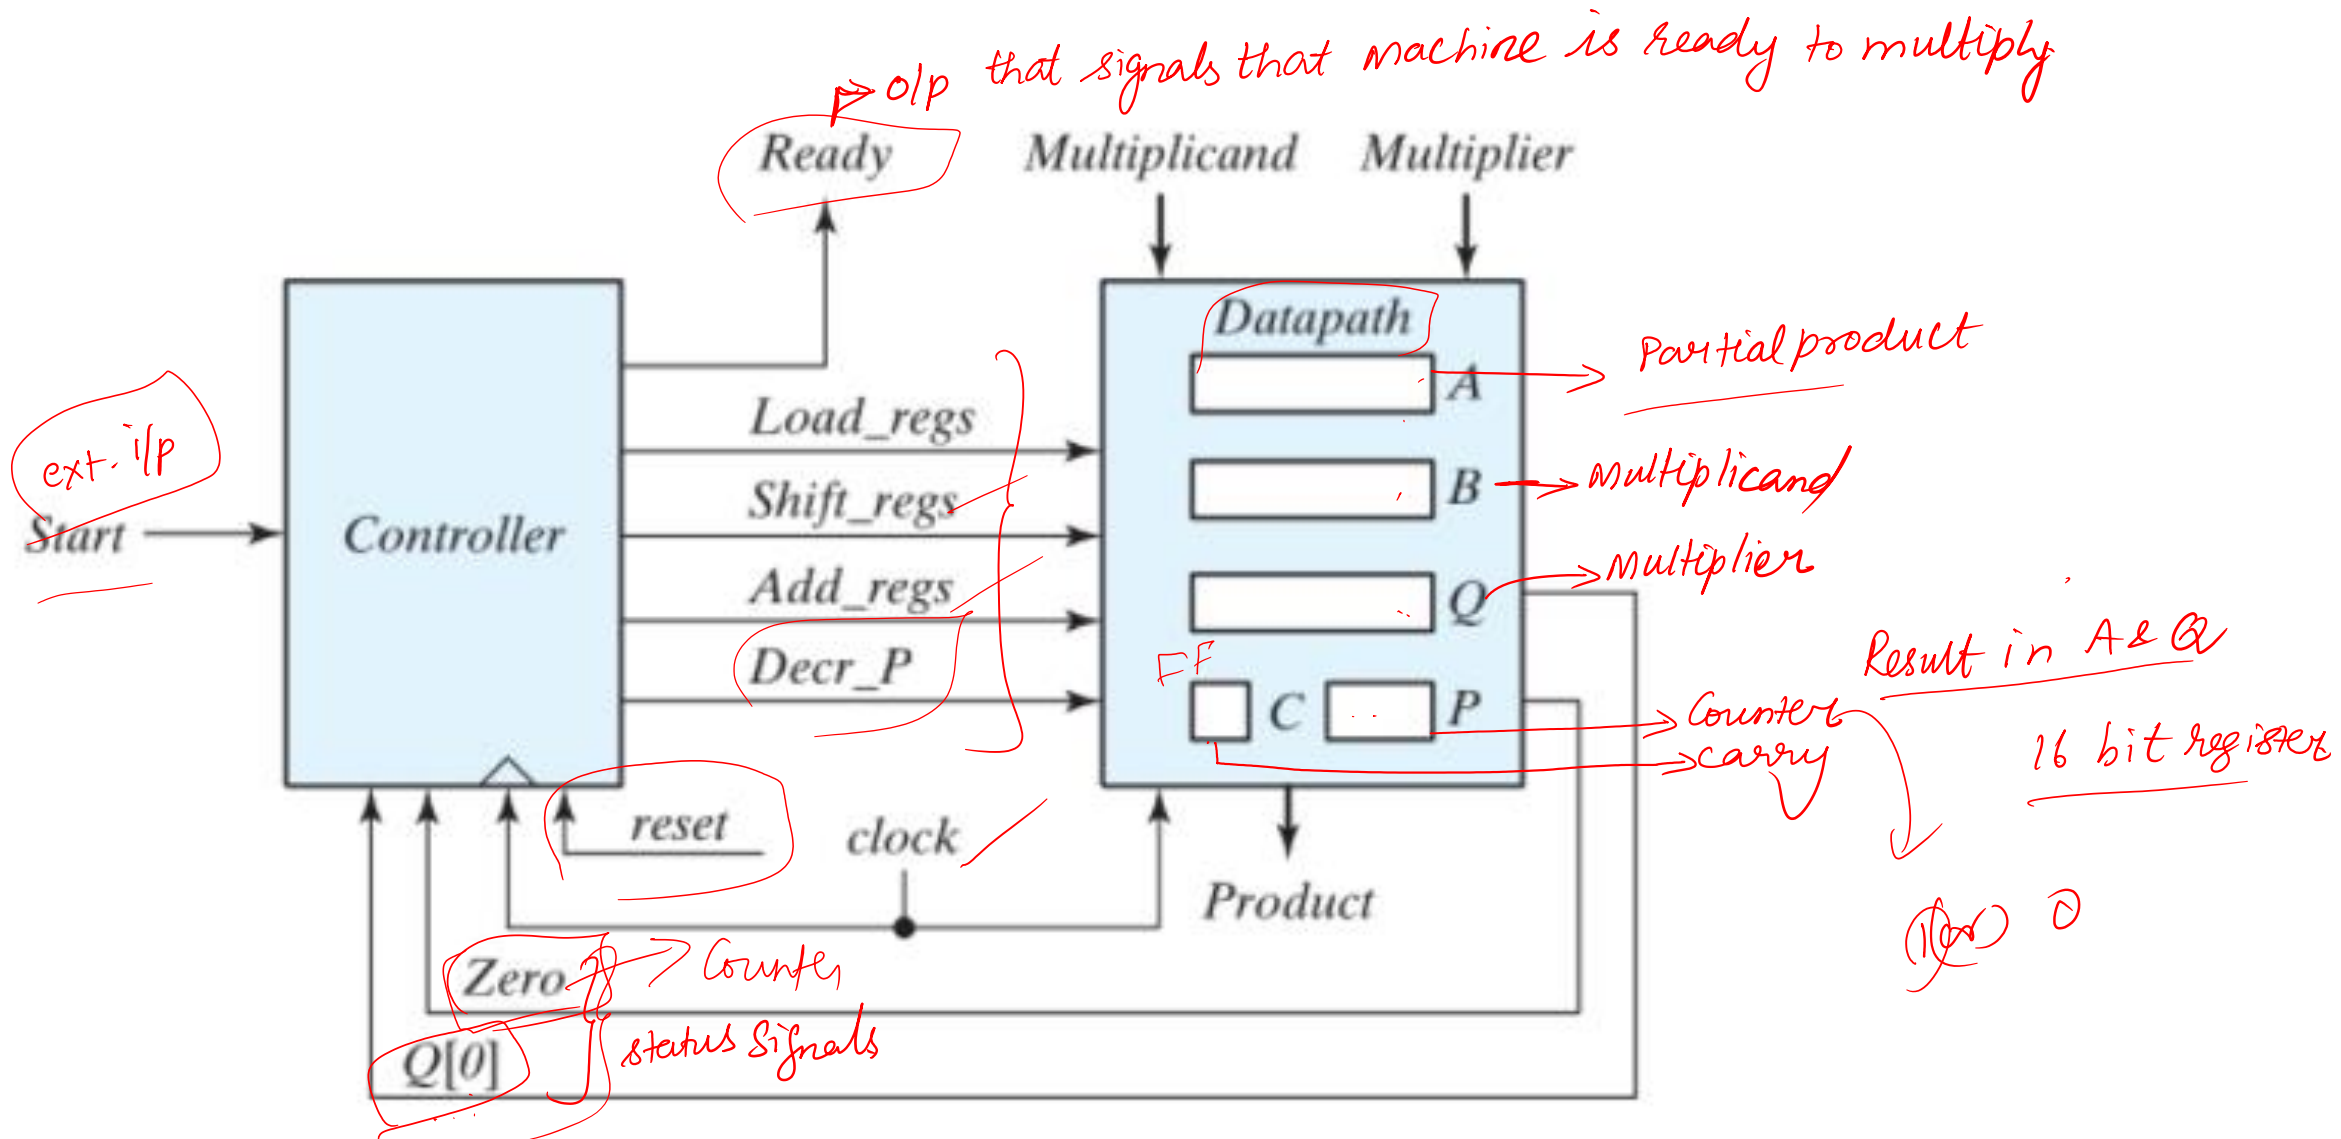 o/p that signals that machine is ready to multiply
Ready
Multiplicand
Multiplier
Datapath
A
Partial product
Load_regs
ext. i/p
Shift_regs
B
Multiplicand
Start
Controller
Add_regs
Q
Multiplier
Decr_P
FF
C
P
Result in A & Q
Counter
carry
16 bit register
reset
clock
Product
0
Zero
Counter
Q[0]
status signals